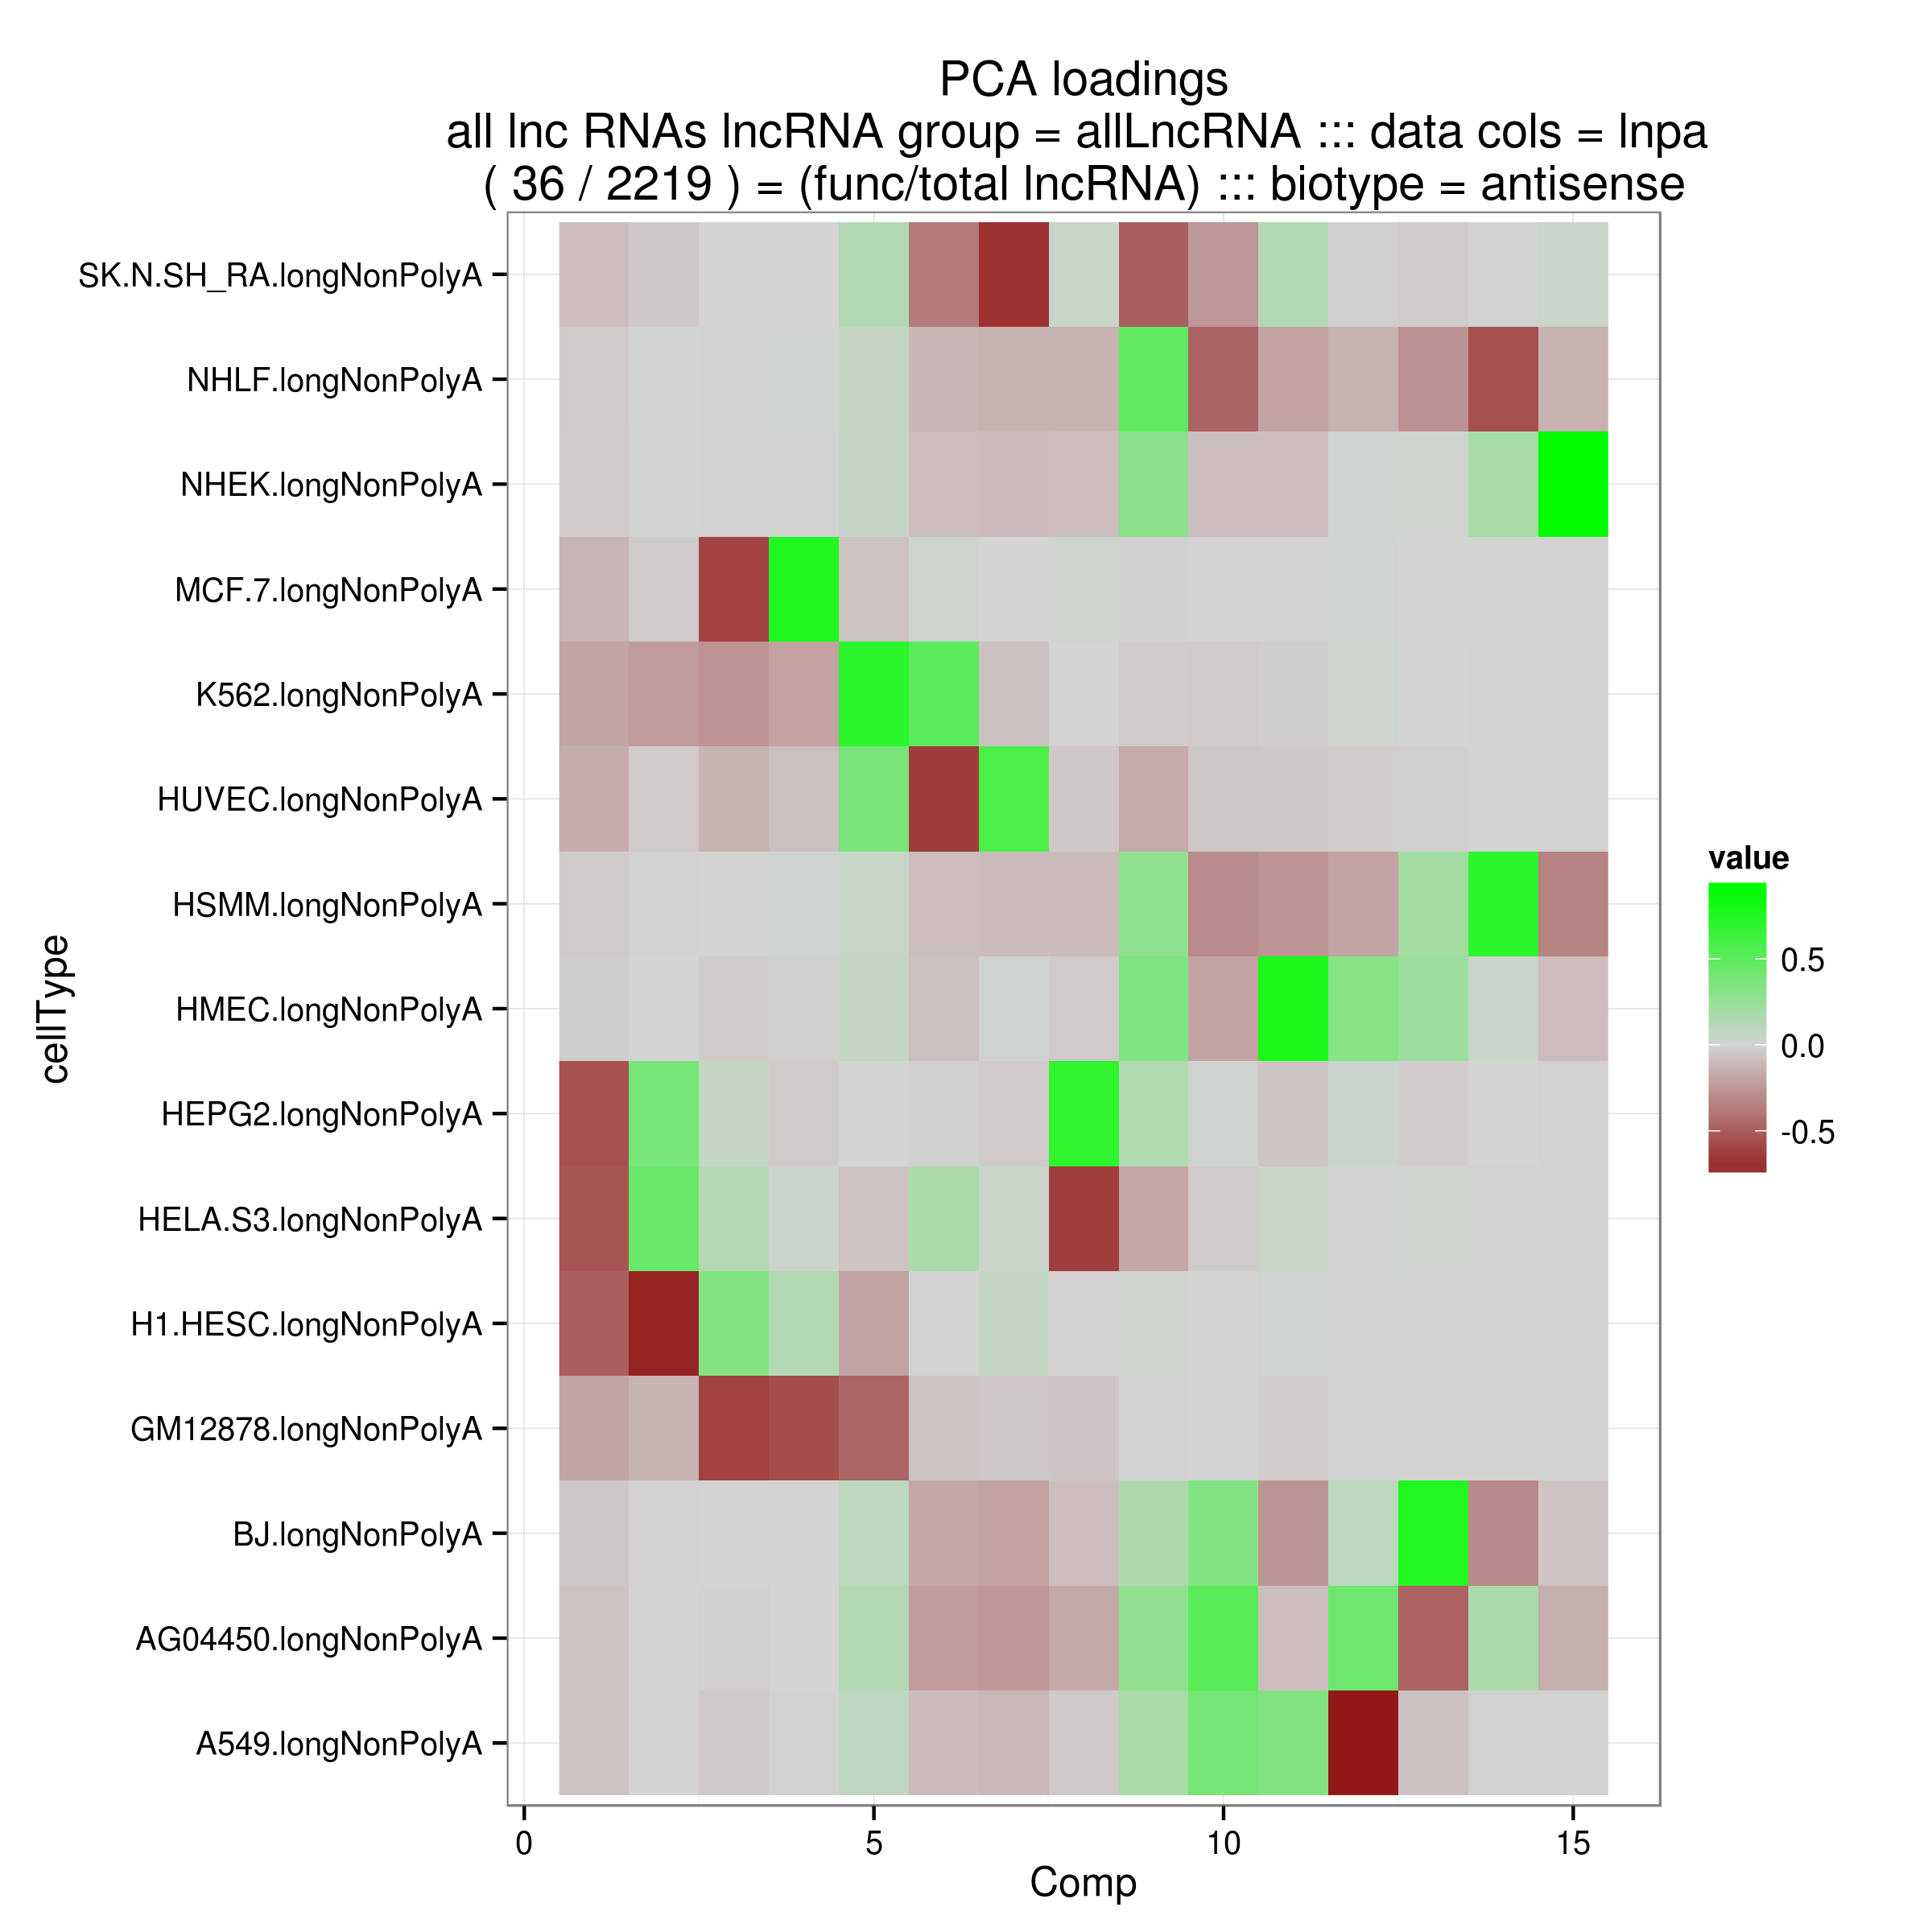 PCA loadings
all lnc RNAs lncRNA group = allLncRNA ::: data cols = lnpa
( 36 / 2219 ) = (func/total lncRNA) ::: biotype = antisense
SK.N.SH_RA.longNonPolyA
NHLF.longNonPolyA
NHEK.longNonPolyA
MCF.7.longNonPolyA
K562.longNonPolyA
HUVEC.longNonPolyA
HSMM.longNonPolyA
HMEC.longNonPolyA
HEPG2.longNonPolyA
HELA.S3.longNonPolyA
H1.HESC.longNonPolyA
GM12878.longNonPolyA
BJ.longNonPolyA
AG04450.longNonPolyA
A549.longNonPolyA
cellType
0 5 10 15
Comp
value
0.5
0.0
-0.5